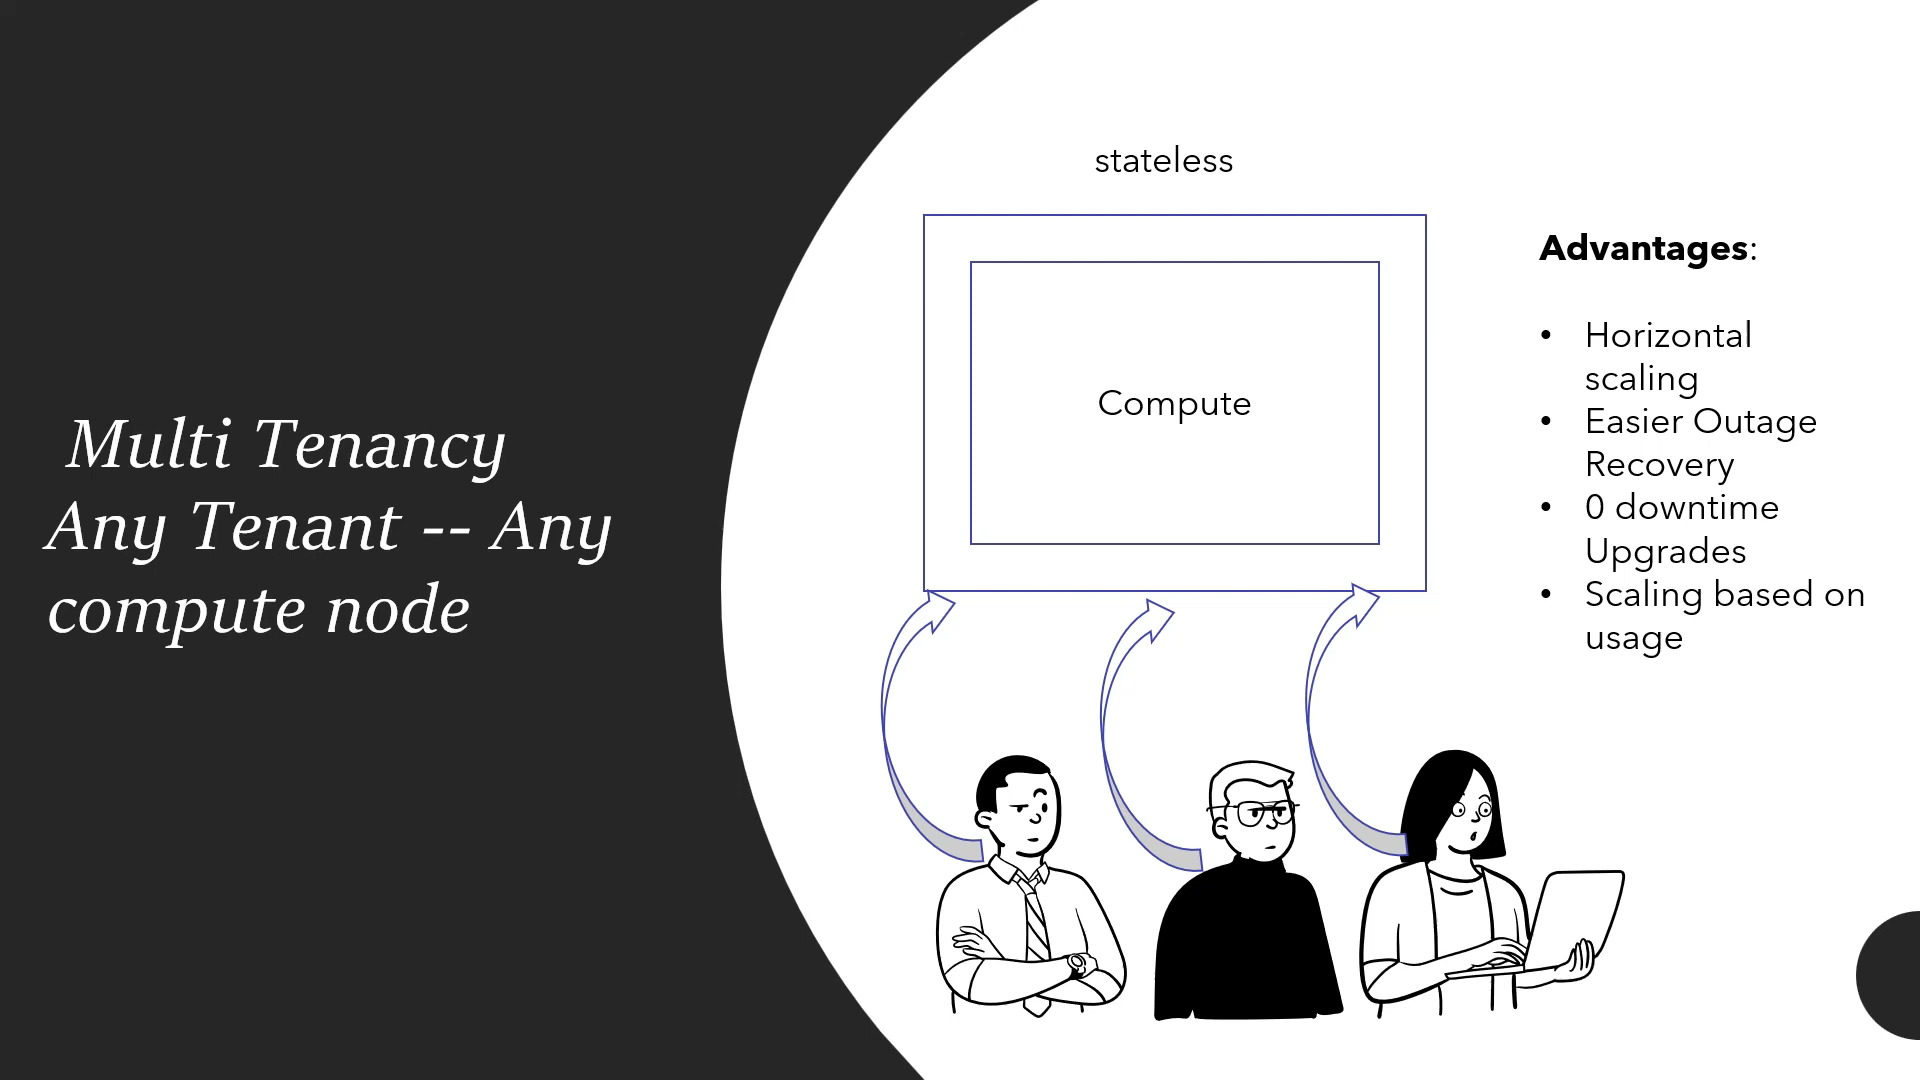 Multi Tenancy
Any Tenant -- Any
compute node
stateless
Compute
Advantages:
• Horizontal
scaling
• Easier Outage
Recovery
• 0 downtime
Upgrades
• Scaling based on
usage